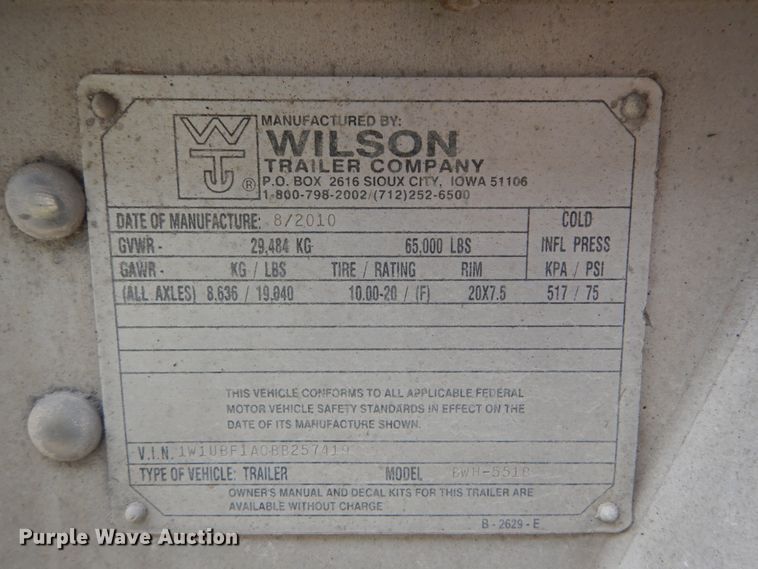 MANUFACTURED BY:
WILSON
TRAILER COMPANY
P.O. BOX 2616 SIOUX CITY, IOWA 51106
1-800-798-2002/(712)252-6500
WT ®
DATE OF MANUFACTURE: 8/2010 COLD
GVWR - 29,484 KG 65,000 LBS INFL PRESS
GAWR - KG / LBS TIRE / RATING RIM KPA / PSI
(ALL AXLES) 8.636 / 19.040 10.00-20 / (F) 20X7.5 517 / 75
THIS VEHICLE CONFORMS TO ALL APPLICABLE FEDERAL
MOTOR VEHICLE SAFETY STANDARDS IN EFFECT ON THE
DATE OF ITS MANUFACTURE SHOWN.
V.I.N.
TYPE OF VEHICLE: TRAILER MODEL
OWNER'S MANUAL AND DECAL KITS FOR THIS TRAILER ARE
AVAILABLE WITHOUT CHARGE
B - 2629 - E
Purple Wave Auction